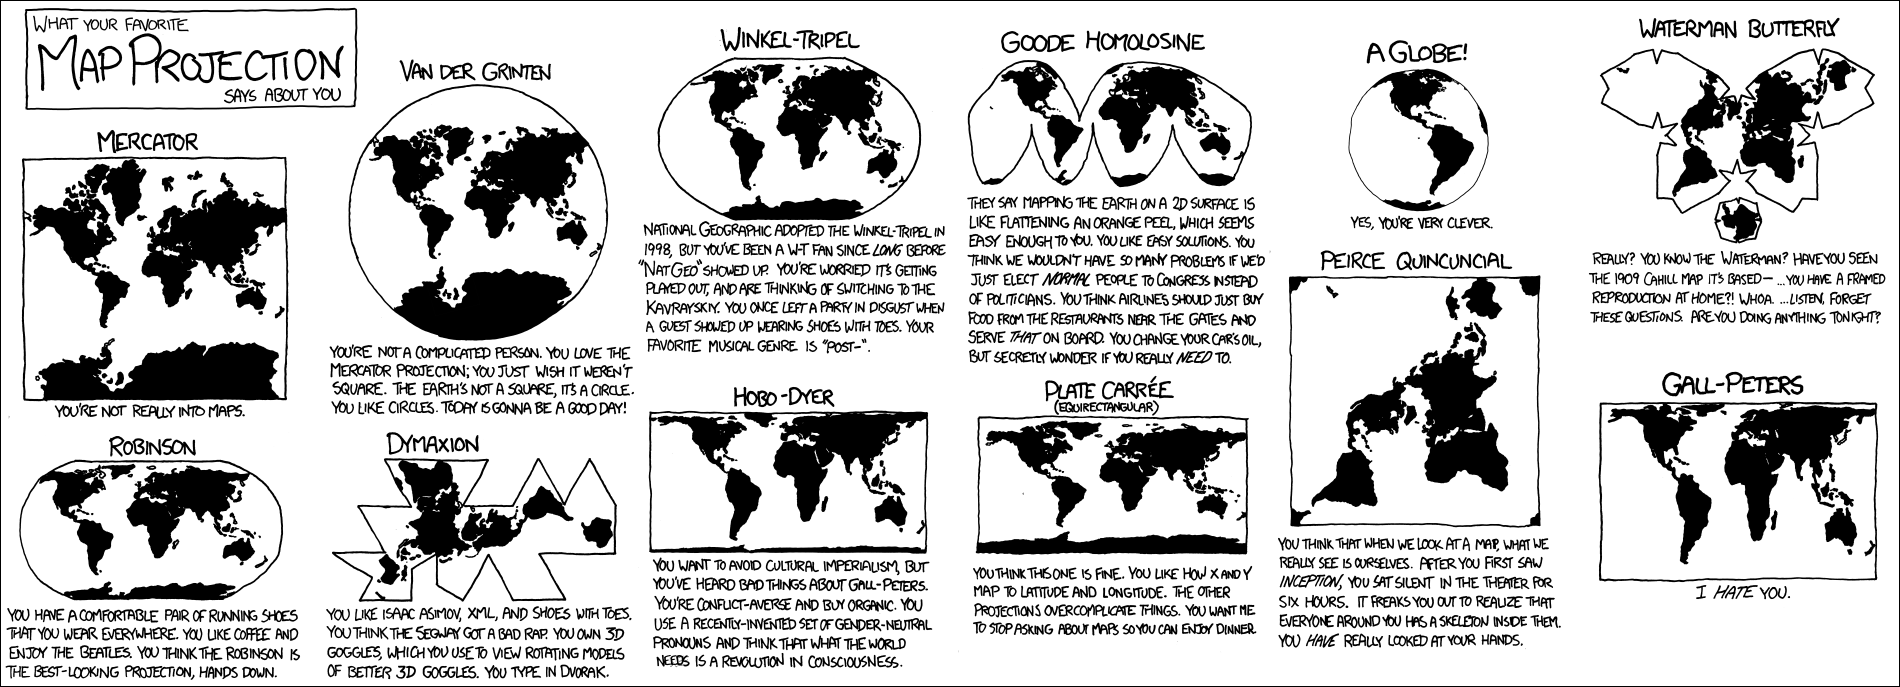 WHAT YOUR FAVORITE
MAP PROJECTION
SAYS ABOUT YOU
MERCATOR
YOU'RE NOT REALLY INTO MAPS.
ROBINSON
YOU HAVE A COMFORTABLE PAIR OF RUNNING SHOES
THAT YOU WEAR EVERYWHERE. YOU LIKE COFFEE AND
ENJOY THE BEATLES. YOU THINK THE ROBINSON IS
THE BEST-LOOKING PROJECTION, HANDS DOWN.
VAN DER GRINTEN
YOU'RE NOT A COMPLICATED PERSON. YOU LOVE THE
MERCATOR PROJECTION; YOU JUST WISH IT WEREN'T
SQUARE. THE EARTH'S NOT A SQUARE, IT'S A CIRCLE.
YOU LIKE CIRCLES. TODAY IS GONNA BE A GOOD DAY!
DYMAXION
YOU LIKE ISAAC ASIMOV, XML, AND SHOES WITH TOES.
YOU THINK THE SEGWAY GOT A BAD RAP. YOU OWN 3D
GOGGLES, WHICH YOU USE TO VIEW ROTATING MODELS
OF BETTER 3D GOGGLES. YOU TYPE IN DVORAK.
WINKEL-TRIPEL
NATIONAL GEOGRAPHIC ADOPTED THE WINKEL-TRIPEL IN
1998, BUT YOU'VE BEEN A W-T FAN SINCE LONG BEFORE
"NAT GEO" SHOWED UP. YOU'RE WORRIED IT'S GETTING
PLAYED OUT, AND ARE THINKING OF SWITCHING TO THE
KAVRAYSKIY. YOU ONCE LEFT A PARTY IN DISGUST WHEN
A GUEST SHOWED UP WEARING SHOES WITH TOES. YOUR
FAVORITE MUSICAL GENRE IS "POST-".
HOBO-DYER
YOU WANT TO AVOID CULTURAL IMPERIALISM, BUT
YOU'VE HEARD BAD THINGS ABOUT GALL-PETERS.
YOU'RE CONFLICT-AVERSE AND BUY ORGANIC. YOU
USE A RECENTLY-INVENTED SET OF GENDER-NEUTRAL
PRONOUNS AND THINK THAT WHAT THE WORLD
NEEDS IS A REVOLUTION IN CONSCIOUSNESS.
GOODE HOMOLOSINE
THEY SAY MAPPING THE EARTH ON A 2D SURFACE IS
LIKE FLATTENING AN ORANGE PEEL, WHICH SEEMS
EASY ENOUGH TO YOU. YOU LIKE EASY SOLUTIONS. YOU
THINK WE WOULDN'T HAVE SO MANY PROBLEMS IF WE'D
JUST ELECT NORMAL PEOPLE TO CONGRESS INSTEAD
OF POLITICIANS. YOU THINK AIRLINES SHOULD JUST BUY
FOOD FROM THE RESTAURANTS NEAR THE GATES AND
SERVE THAT ON BOARD. YOU CHANGE YOUR CAR'S OIL,
BUT SECRETLY WONDER IF YOU REALLY NEED TO.
PLATE CARRÉE
(EQUIRECTANGULAR)
YOU THINK THIS ONE IS FINE. YOU LIKE HOW X AND Y
MAP TO LATITUDE AND LONGITUDE. THE OTHER
PROJECTIONS OVERCOMPLICATE THINGS. YOU WANT ME
TO STOP ASKING ABOUT MAPS SO YOU CAN ENJOY DINNER.
A GLOBE!
YES, YOU'RE VERY CLEVER.
PEIRCE QUINCUNCIAL
YOU THINK THAT WHEN WE LOOK AT A MAP, WHAT WE
REALLY SEE IS OURSELVES. AFTER YOU FIRST SAW
INCEPTION, YOU SAT SILENT IN THE THEATER FOR
SIX HOURS. IT FREAKS YOU OUT TO REALIZE THAT
EVERYONE AROUND YOU HAS A SKELETON INSIDE THEM.
YOU HAVE REALLY LOOKED AT YOUR HANDS.
WATERMAN BUTTERFLY
REALLY? YOU KNOW THE WATERMAN? HAVE YOU SEEN
THE 1909 CAHILL MAP IT'S BASED— ...YOU HAVE A FRAMED
REPRODUCTION AT HOME?! WHOA. ...LISTEN, FORGET
THESE QUESTIONS. ARE YOU DOING ANYTHING TONIGHT?
GALL-PETERS
I HATE YOU.